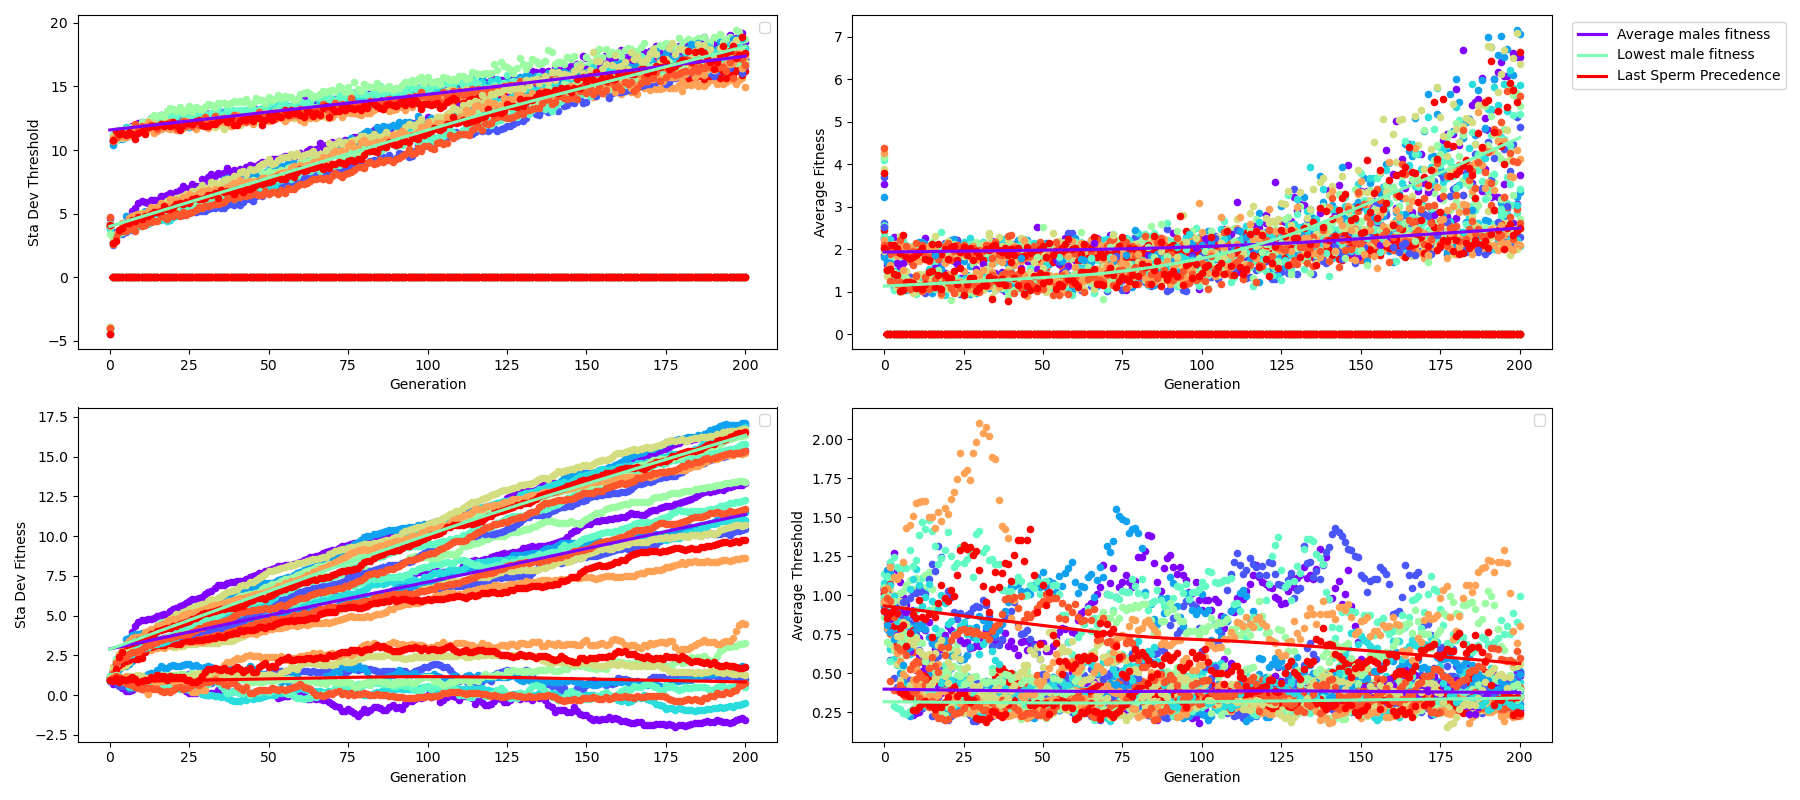 20
15
10
5
0
−5
Sta Dev Threshold
0 25 50 75 100 125 150 175 200
Generation
7
6
5
4
3
2
1
0
Average Fitness
0 25 50 75 100 125 150 175 200
Generation
Average males fitness
Lowest male fitness
Last Sperm Precedence
17.5
15.0
12.5
10.0
7.5
5.0
2.5
0.0
−2.5
Sta Dev Fitness
0 25 50 75 100 125 150 175 200
Generation
2.00
1.75
1.50
1.25
1.00
0.75
0.50
0.25
Average Threshold
0 25 50 75 100 125 150 175 200
Generation